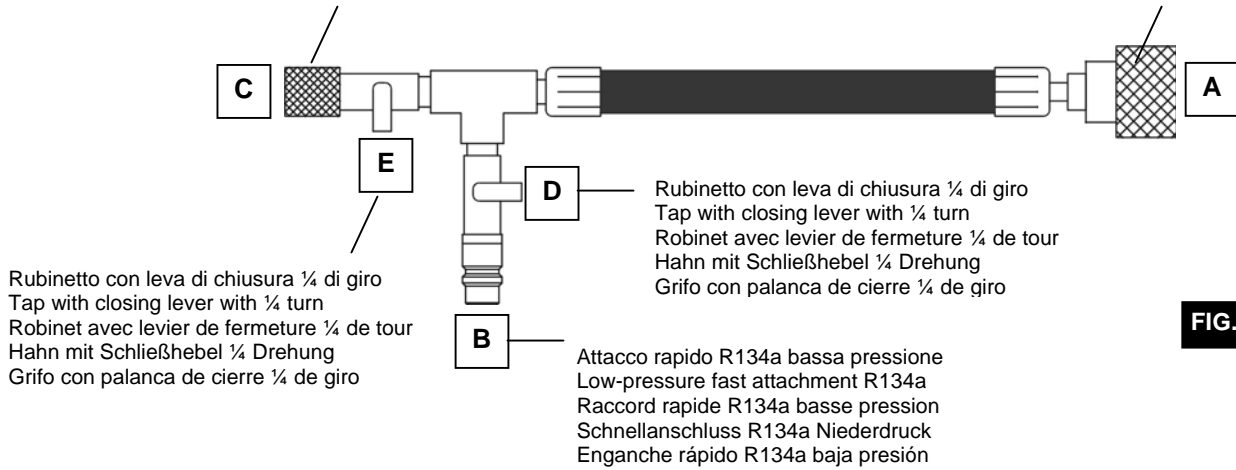 C
A
E
D
Rubinetto con leva di chiusura ¼ di giro
Tap with closing lever with ¼ turn
Robinet avec levier de fermeture ¼ de tour
Hahn mit Schließhebel ¼ Drehung
Grifo con palanca de cierre ¼ de giro
Rubinetto con leva di chiusura ¼ di giro
Tap with closing lever with ¼ turn
Robinet avec levier de fermeture ¼ de tour
Hahn mit Schließhebel ¼ Drehung
Grifo con palanca de cierre ¼ de giro
FIG.
B
Attacco rapido R134a bassa pressione
Low-pressure fast attachment R134a
Raccord rapide R134a basse pression
Schnellanschluss R134a Niederdruck
Enganche rápido R134a baja presión